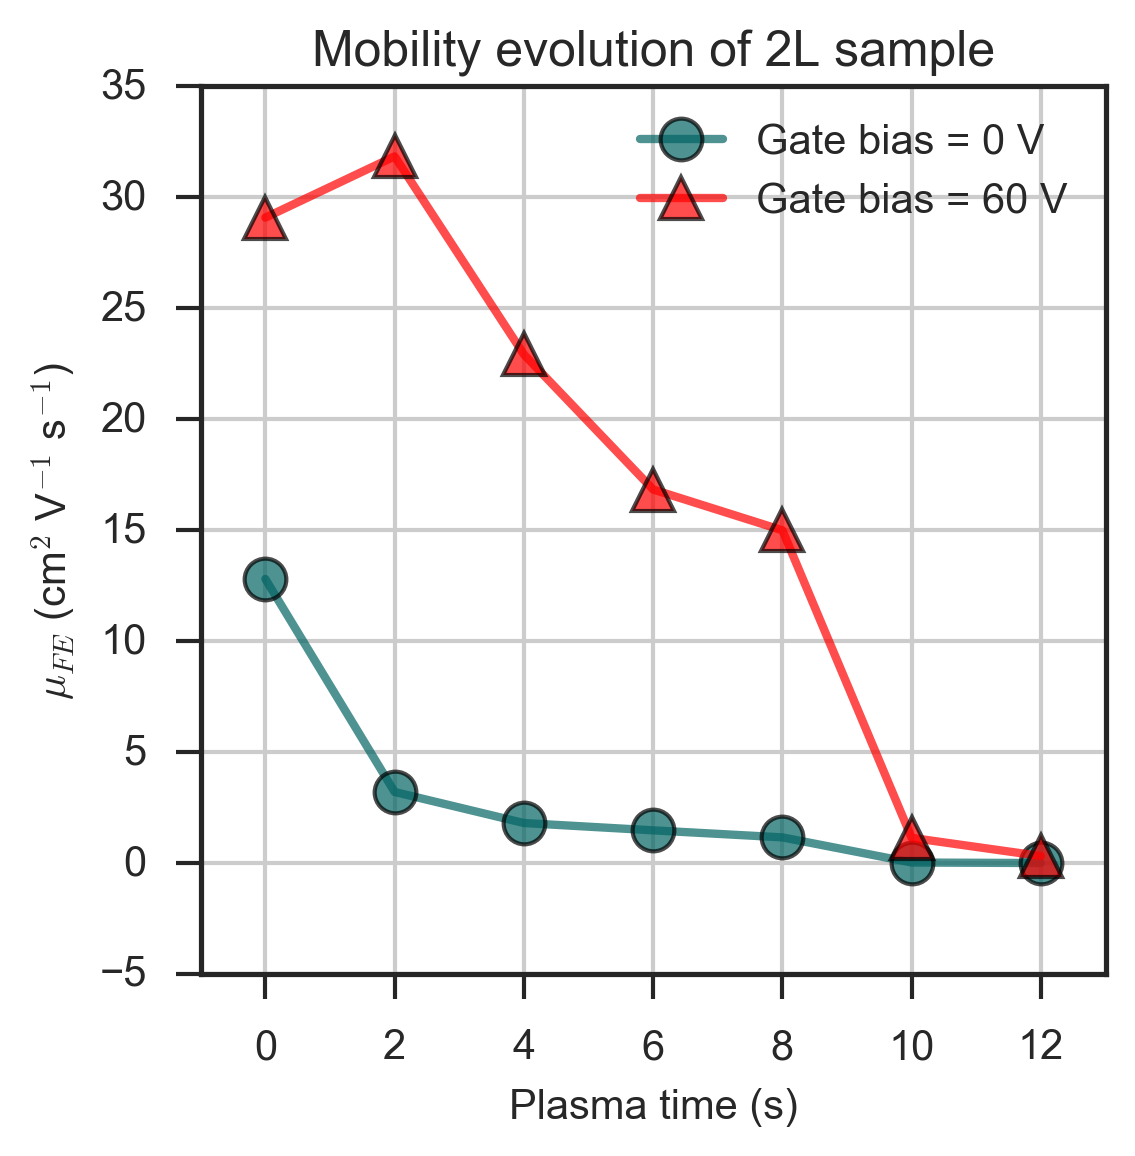 Mobility evolution of 2L sample
Gate bias = 0 V
Gate bias = 60 V
μ_FE (cm² V⁻¹ s⁻¹)
35
30
25
20
15
10
5
0
−5
0 2 4 6 8 10 12
Plasma time (s)